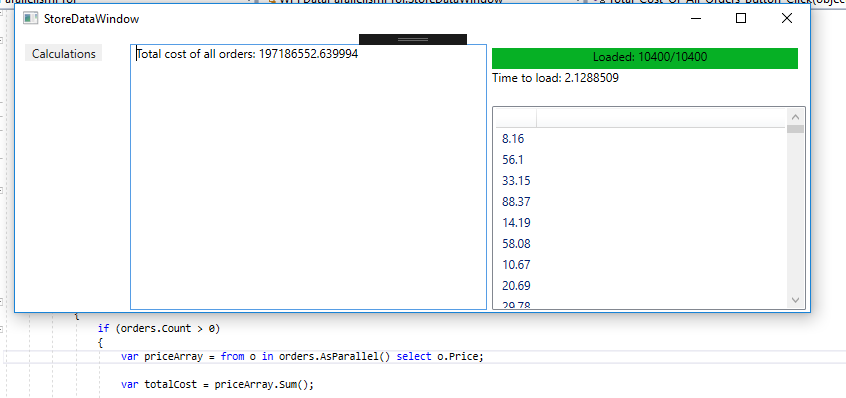 StoreDataWindow
Calculations
Total cost of all orders: 197186552.639994
Loaded: 10400/10400
Time to load: 2.1288509
8.16
56.1
33.15
88.37
14.19
58.08
10.67
20.69
29.78
{
if (orders.Count > 0)
{
var priceArray = from o in orders.AsParallel() select o.Price;
var totalCost = priceArray.Sum();